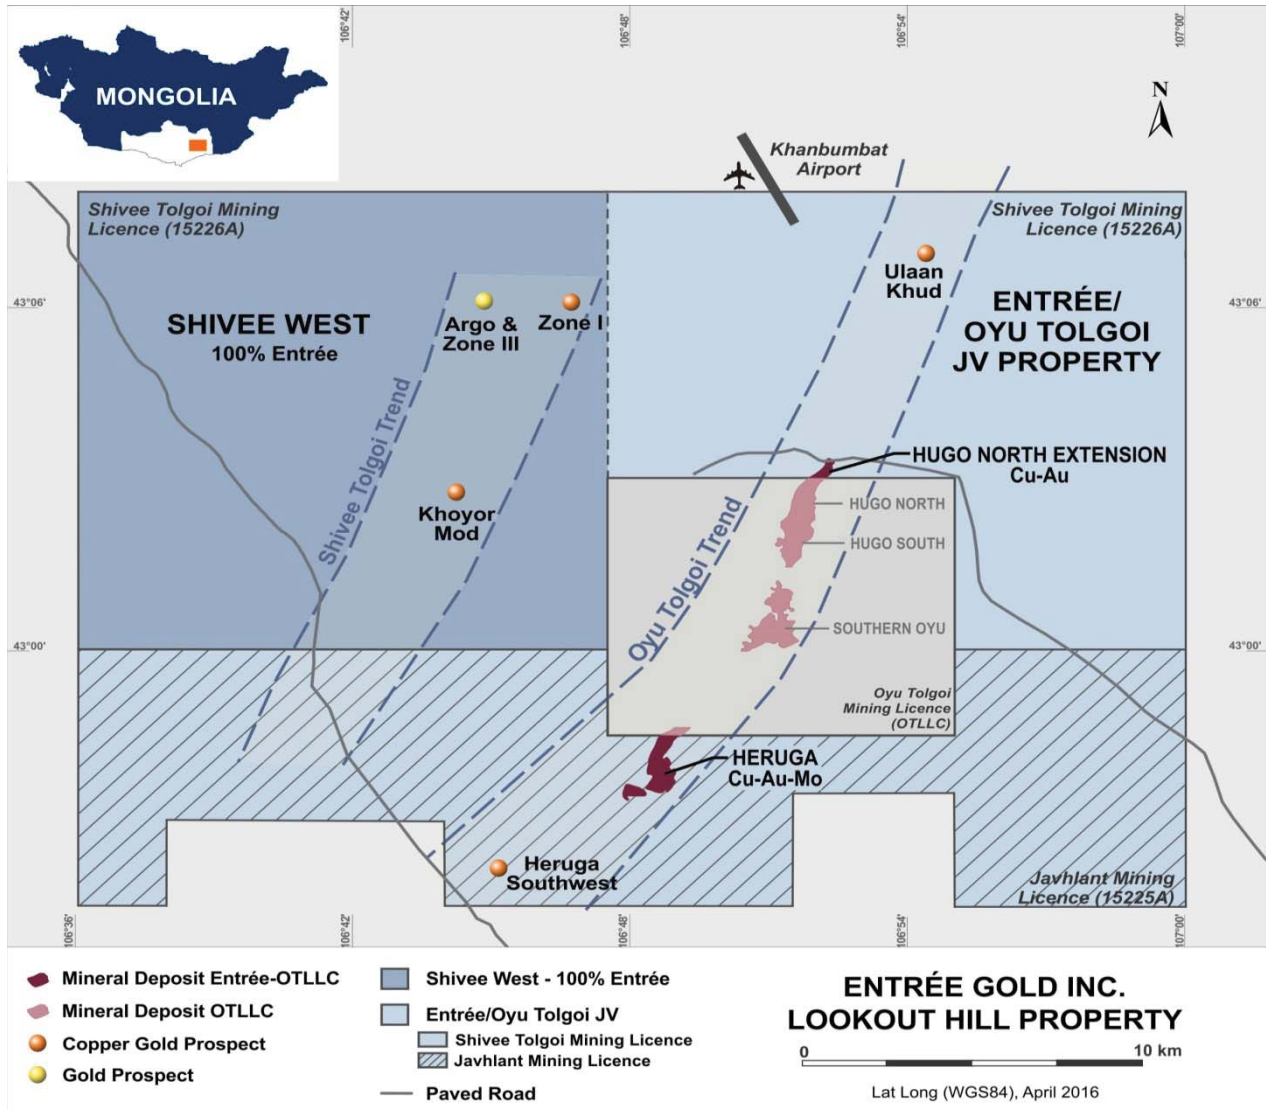 106°42'
106°48'
106°54'
107°00'
MONGOLIA
N
Khanbumbat
Airport
Shivee Tolgoi Mining
Licence (15226A)
Shivee Tolgoi Mining
Licence (15226A)
43°06'
43°06'
Ulaan
Khud
SHIVEE WEST
100% Entrée
Argo &
Zone III
Zone I
ENTRÉE/
OYU TOLGOI
JV PROPERTY
Shivee Tolgoi Trend
Khoyor
Mod
HUGO NORTH EXTENSION
Cu-Au
HUGO NORTH
HUGO SOUTH
Oyu Tolgoi Trend
SOUTHERN OYU
43°00'
43°00'
Oyu Tolgoi
Mining Licence
(OTLLC)
HERUGA
Cu-Au-Mo
Heruga
Southwest
Javhlant Mining
Licence (15225A)
106°36'
106°42'
106°48'
106°54'
107°00'
Mineral Deposit Entrée-OTLLC
Mineral Deposit OTLLC
Copper Gold Prospect
Gold Prospect
Shivee West - 100% Entrée
Entrée/Oyu Tolgoi JV
Shivee Tolgoi Mining Licence
Javhlant Mining Licence
Paved Road
ENTRÉE GOLD INC.
LOOKOUT HILL PROPERTY
0 10 km
Lat Long (WGS84), April 2016